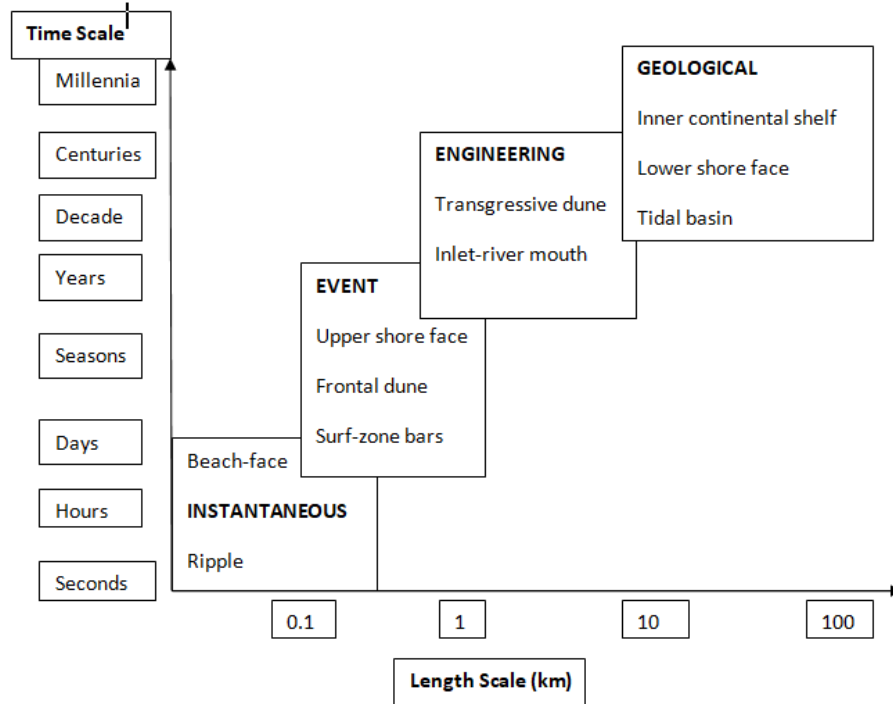 Time Scale
Millennia
Centuries
Decade
Years
Seasons
Days
Hours
Seconds
GEOLOGICAL
Inner continental shelf
Lower shore face
Tidal basin
ENGINEERING
Transgressive dune
Inlet-river mouth
EVENT
Upper shore face
Frontal dune
Surf-zone bars
Beach-face
INSTANTANEOUS
Ripple
0.1 1 10 100
Length Scale (km)